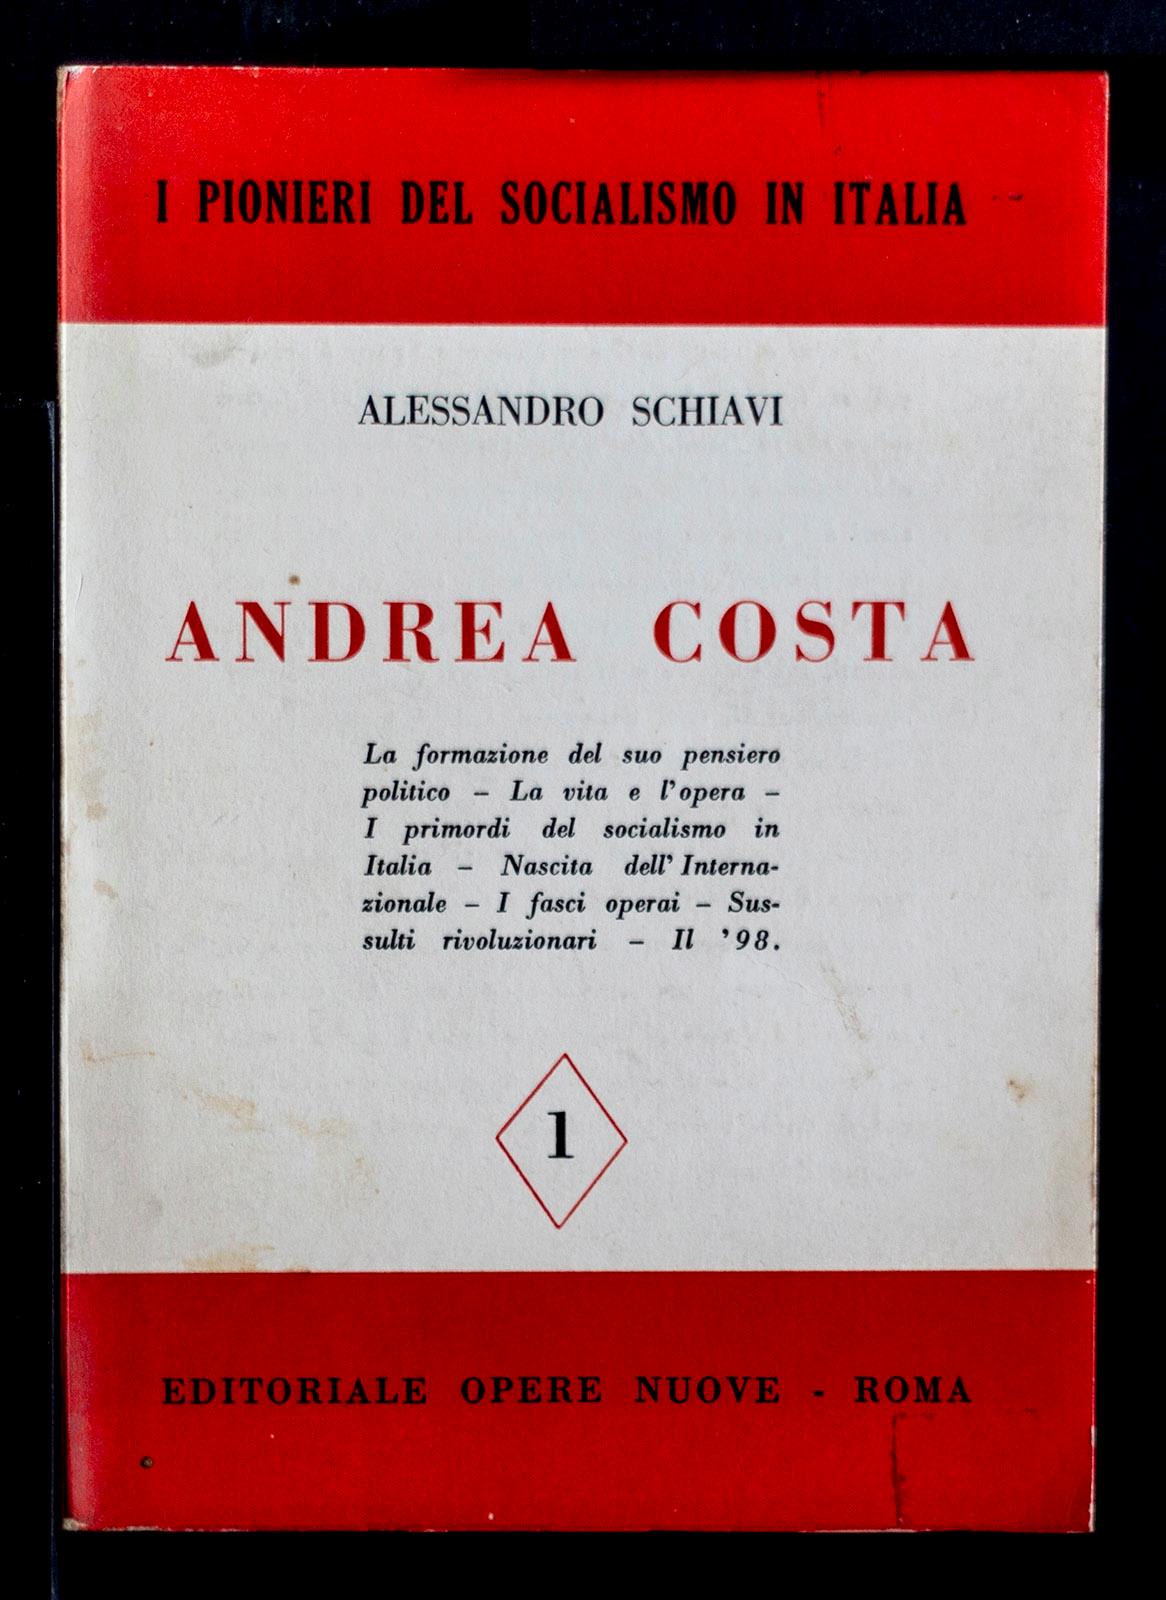 I PIONIERI DEL SOCIALISMO IN ITALIA
ALESSANDRO SCHIAVI
ANDREA COSTA
La formazione del suo pensiero
politico – La vita e l'opera –
I primordi del socialismo in
Italia – Nascita dell'Interna-
zionale – I fasci operai – Sus-
sulti rivoluzionari – Il '98.
1
EDITORIALE OPERE NUOVE - ROMA